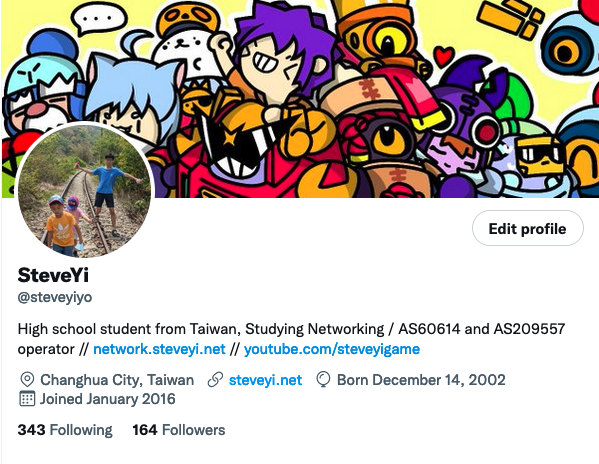 Edit profile
SteveYi
@steveyiyo
High school student from Taiwan, Studying Networking / AS60614 and AS209557
operator // network.steveyi.net // youtube.com/steveyigame
Changhua City, Taiwan steveyi.net Born December 14, 2002
Joined January 2016
343 Following 164 Followers